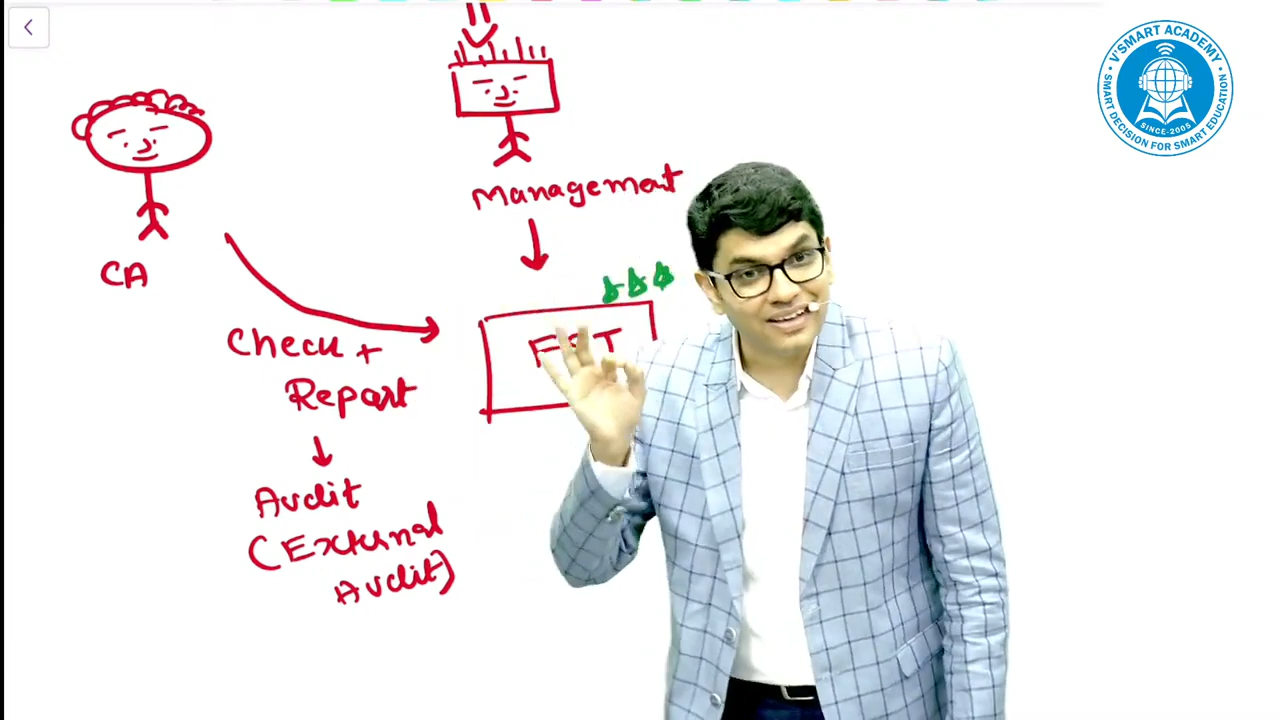 Management
CA
Check +
Report
Audit
(External
Audit)
V'SMART ACADEMY
SMART DECISION FOR SMART EDUCATION
SINCE-2005